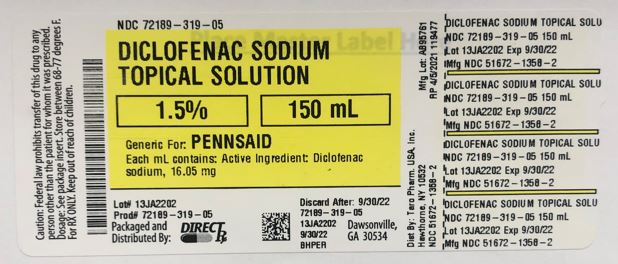 Caution: Federal law prohibits transfer of this drug to any
person other than the patient for whom it was prescribed.
Dosage: See package insert. Store between 68-77 degrees F.
For RX ONLY. Keep out of reach of children.
NDC 72189-319-05
DICLOFENAC SODIUM
TOPICAL SOLUTION
1.5%
150 mL
Generic For: PENNSAID
Each mL contains: Active Ingredient: Diclofenac
sodium, 16.05 mg
Lot# 13JA2202
Prod# 72189-319-05
Packaged and
Distributed By:
DIRECT Rx
Discard After: 9/30/22
72189-319-05
13JA2202
9/30/22
BHPER
Dawsonville,
GA 30534
Mfg Lot: AB95761
RP 4/5/2021 119477
Dist By: Taro Pharm. USA, Inc.
Hawthorne, NY 10532
NDC 51672-1358-2
DICLOFENAC SODIUM TOPICAL SOLU
NDC 72189-319-05 150 mL
Lot 13JA2202 Exp 9/30/22
Mfg NDC 51672-1358-2
DICLOFENAC SODIUM TOPICAL SOLU
NDC 72189-319-05 150 mL
Lot 13JA2202 Exp 9/30/22
Mfg NDC 51672-1358-2
DICLOFENAC SODIUM TOPICAL SOLU
NDC 72189-319-05 150 mL
Lot 13JA2202 Exp 9/30/22
Mfg NDC 51672-1358-2
DICLOFENAC SODIUM TOPICAL SOLU
NDC 72189-319-05 150 mL
Lot 13JA2202 Exp 9/30/22
Mfg NDC 51672-1358-2